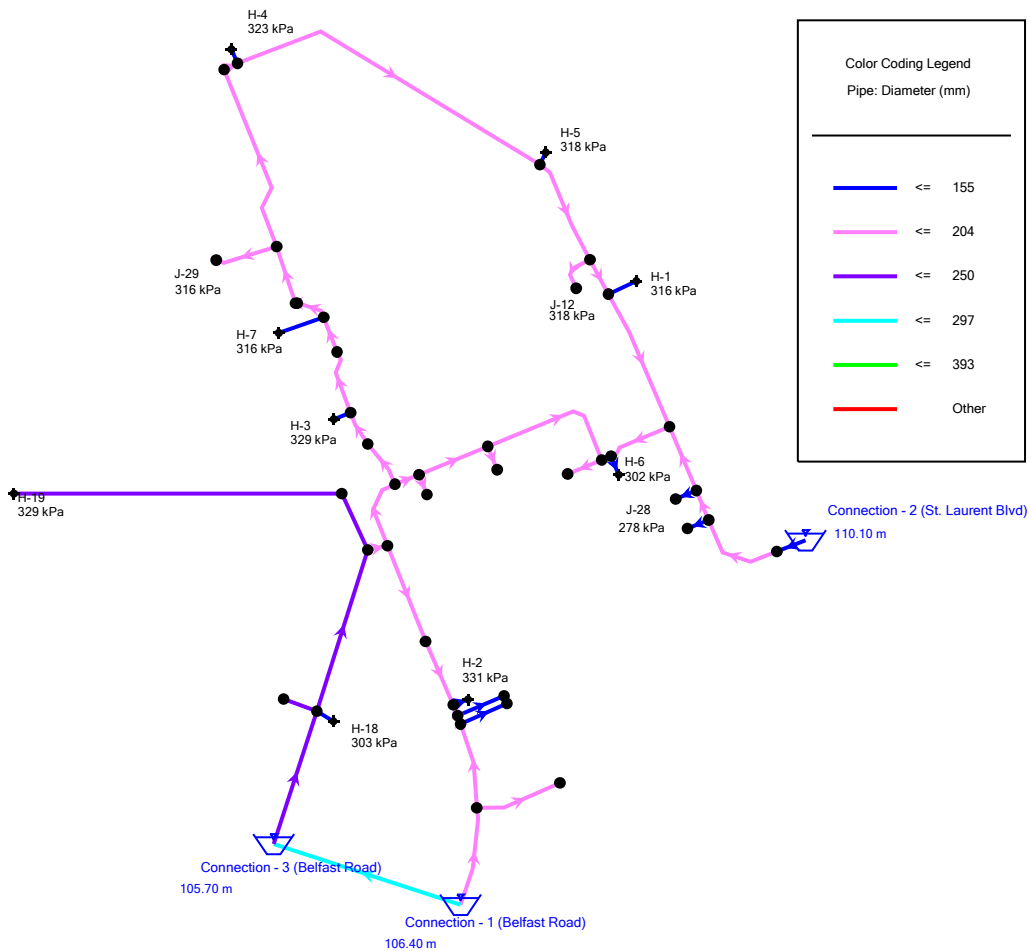 H-4
323 kPa
Color Coding Legend
Pipe: Diameter (mm)
<= 155
<= 204
<= 250
<= 297
<= 393
Other
H-5
318 kPa
J-29
316 kPa
H-1
316 kPa
J-12
318 kPa
H-7
316 kPa
H-3
329 kPa
H-6
302 kPa
H-19
329 kPa
J-28
278 kPa
Connection - 2 (St. Laurent Blvd)
110.10 m
H-2
331 kPa
H-18
303 kPa
Connection - 3 (Belfast Road)
105.70 m
Connection - 1 (Belfast Road)
106.40 m